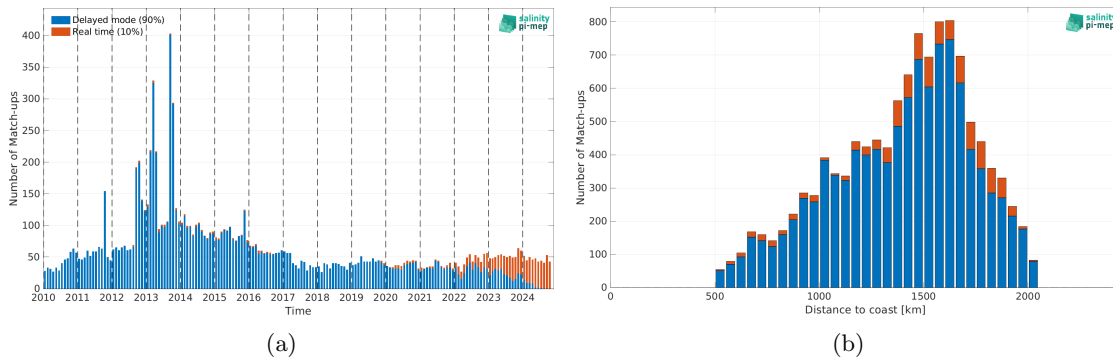 Delayed mode (90%)
Real time (10%)
salinity
pi-mep
Number of Match-ups
400
350
300
250
200
150
100
50
0
2010 2011 2012 2013 2014 2015 2016 2017 2018 2019 2020 2021 2022 2023 2024
Time
(a)
salinity
pi-mep
Number of Match-ups
800
700
600
500
400
300
200
100
0
0 500 1000 1500 2000
Distance to coast [km]
(b)